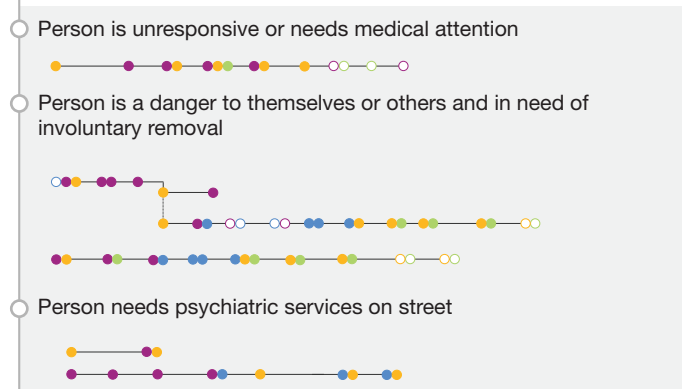 Person is unresponsive or needs medical attention
Person is a danger to themselves or others and in need of
involuntary removal
Person needs psychiatric services on street